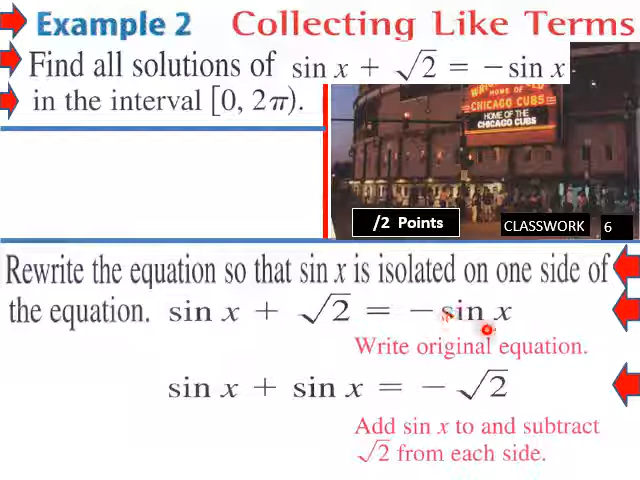 Example 2 Collecting Like Terms
Find all solutions of sin x + √2 = −sin x
in the interval [0, 2π).
HOME OF
CHICAGO CUBS
HOME OF THE
CHICAGO CUBS
/2 Points
CLASSWORK 6
Rewrite the equation so that sin x is isolated on one side of
the equation. sin x + √2 = − sin x
Write original equation.
sin x + sin x = − √2
Add sin x to and subtract
√2 from each side.